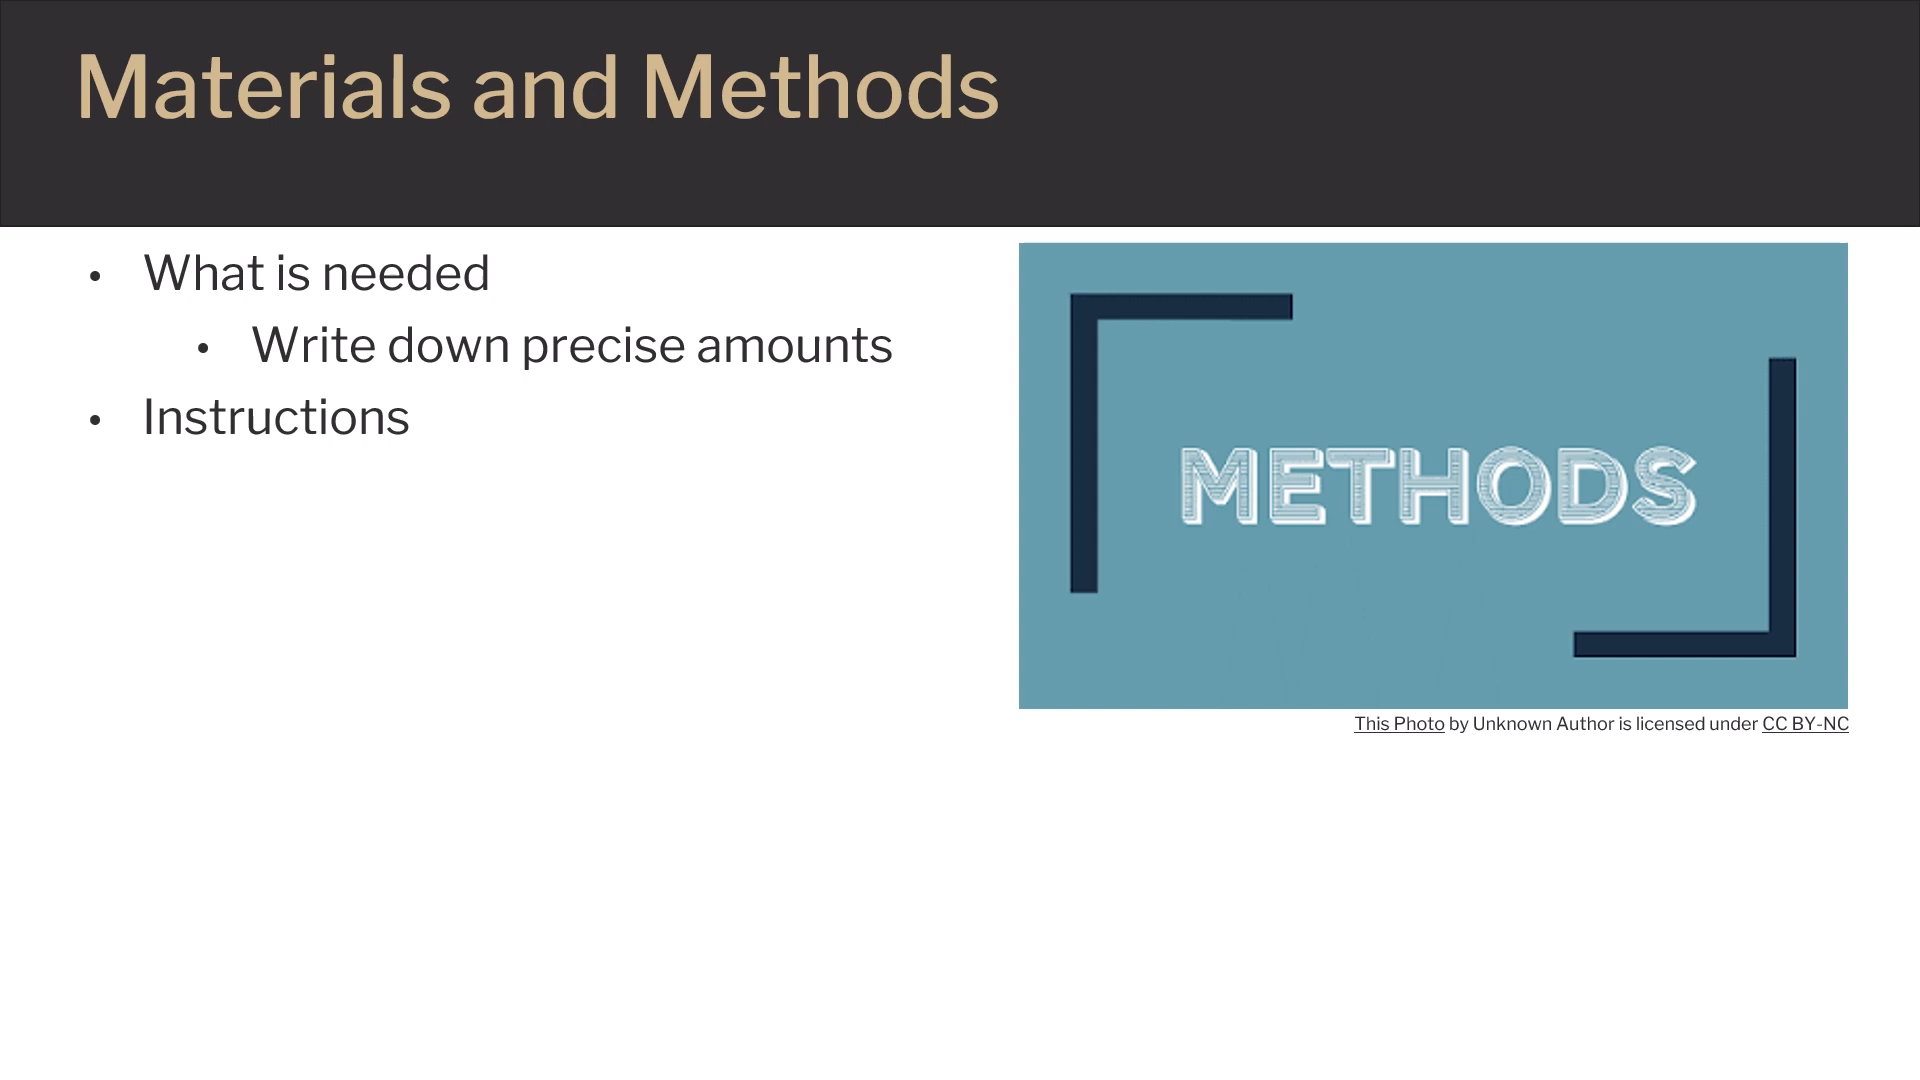 Materials and Methods
• What is needed
• Write down precise amounts
• Instructions
METHODS
This Photo by Unknown Author is licensed under CC BY-NC